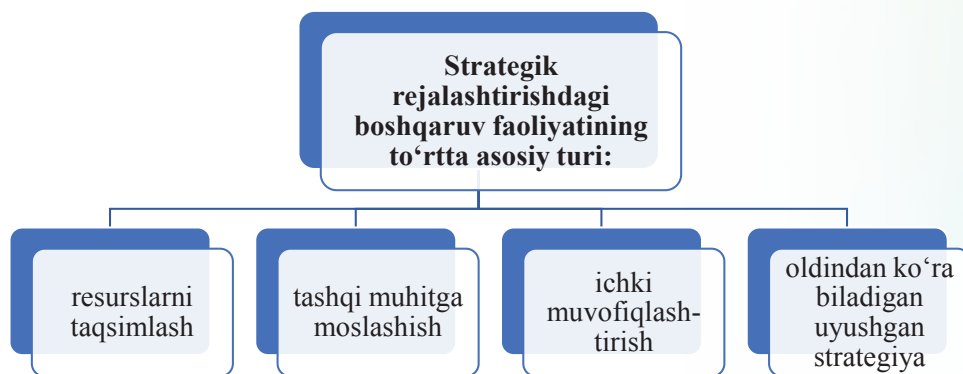 Strategik
rejalashtirishdagi
boshqaruv faoliyatining
to‘rtta asosiy turi:
resurslarni
taqsimlash
tashqi muhitga
moslashish
ichki
muvofiqlash-
tirish
oldindan ko‘ra
biladigan
uyushgan
strategiya